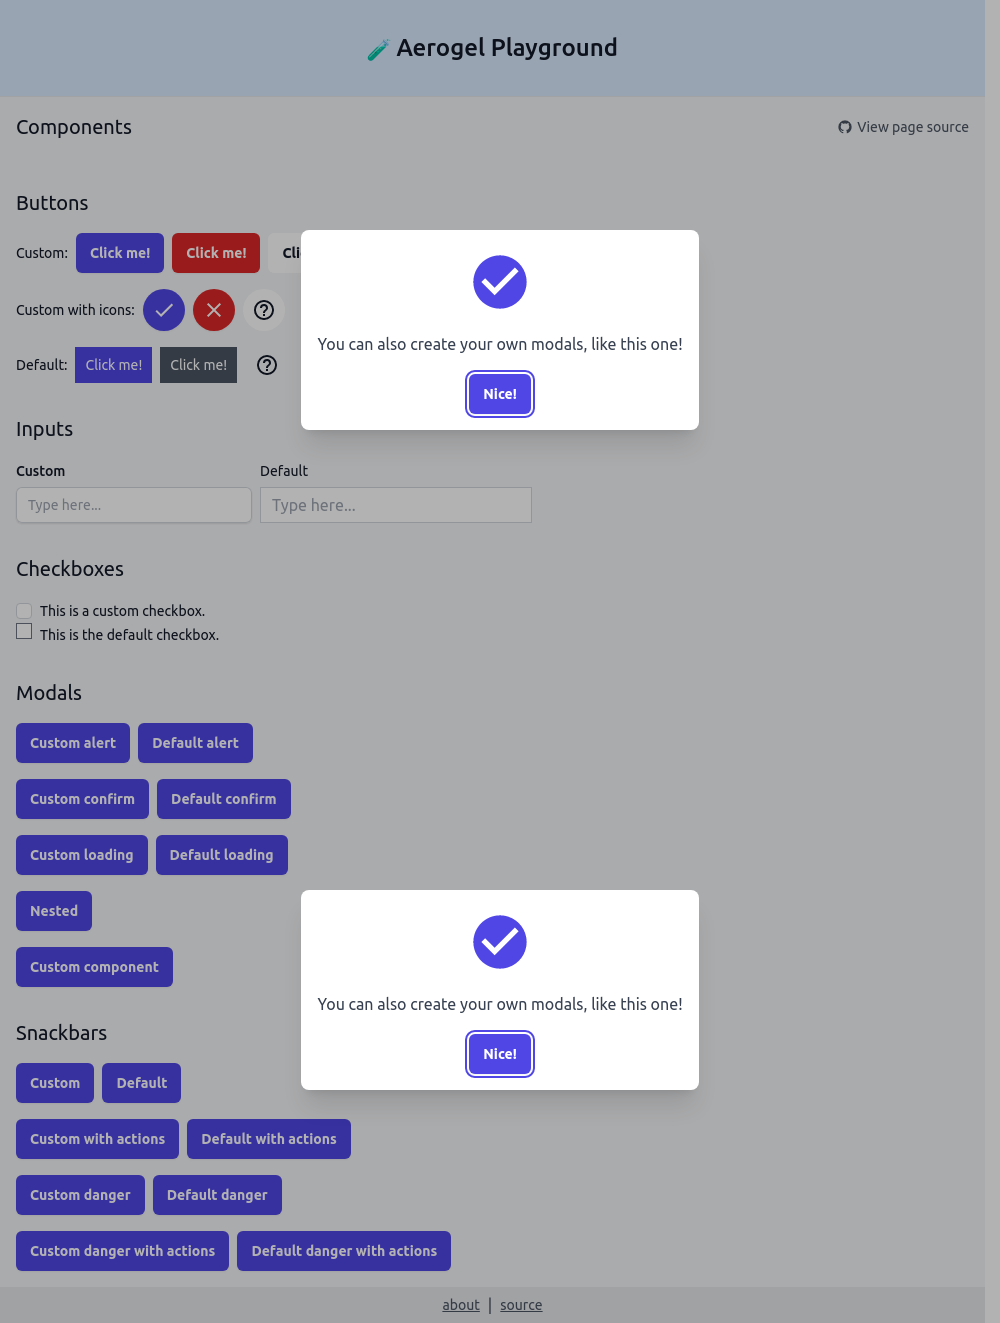 Aerogel Playground
Components
View page source
Buttons
Custom: Click me! Click me! Cli
Custom with icons:
Default: Click me! Click me!
You can also create your own modals, like this one!
Nice!
Inputs
Custom Default
Type here... Type here...
Checkboxes
This is a custom checkbox.
This is the default checkbox.
Modals
Custom alert Default alert
Custom confirm Default confirm
Custom loading Default loading
Nested
Custom component
You can also create your own modals, like this one!
Nice!
Snackbars
Custom Default
Custom with actions Default with actions
Custom danger Default danger
Custom danger with actions Default danger with actions
about | source